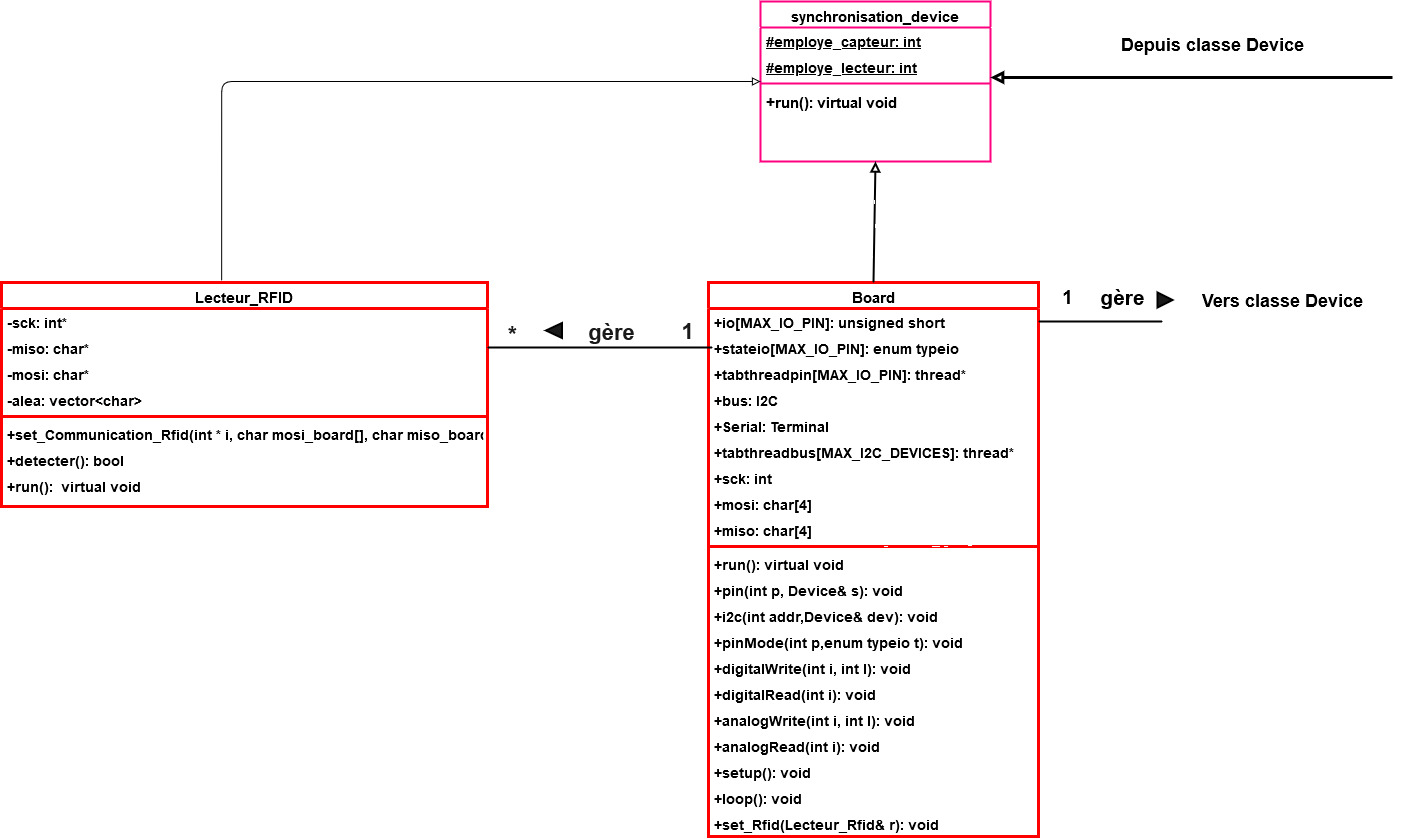 synchronisation_device
#employe_capteur: int
#employe_lecteur: int
+run(): virtual void
Depuis classe Device
Lecteur_RFID
-sck: int*
-miso: char*
-mosi: char*
-alea: vector<char>
+set_Communication_Rfid(int * i, char mosi_board[], char miso_board
+detecter(): bool
+run():  virtual void
* gère 1
Board
+io[MAX_IO_PIN]: unsigned short
+stateio[MAX_IO_PIN]: enum typeio
+tabthreadpin[MAX_IO_PIN]: thread*
+bus: I2C
+Serial: Terminal
+tabthreadbus[MAX_I2C_DEVICES]: thread*
+sck: int
+mosi: char[4]
+miso: char[4]
+run(): virtual void
+pin(int p, Device& s): void
+i2c(int addr,Device& dev): void
+pinMode(int p,enum typeio t): void
+digitalWrite(int i, int l): void
+digitalRead(int i): void
+analogWrite(int i, int l): void
+analogRead(int i): void
+setup(): void
+loop(): void
+set_Rfid(Lecteur_Rfid& r): void
1 gère
Vers classe Device